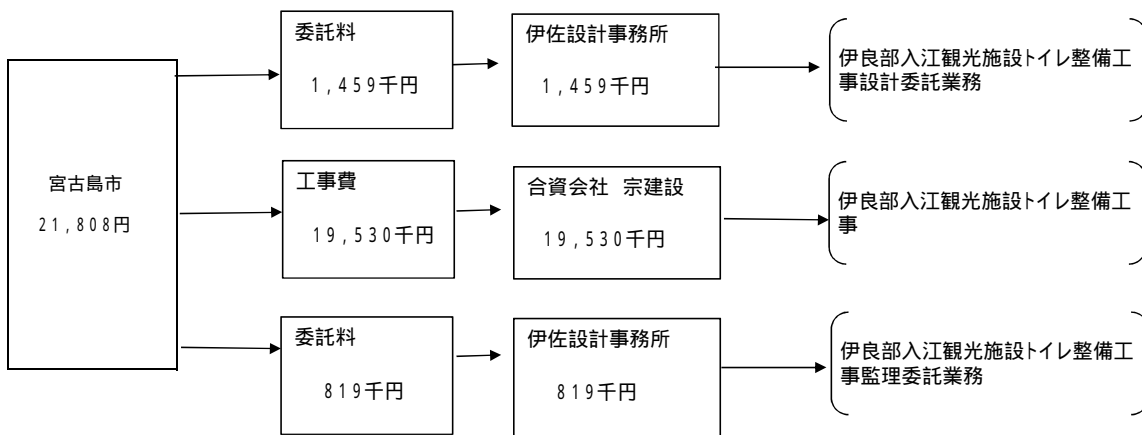 宮古島市
21,808円
委託料
1,459千円
伊佐設計事務所
1,459千円
伊良部入江観光施設トイレ整備工
事設計委託業務
工事費
19,530千円
合資会社 宗建設
19,530千円
伊良部入江観光施設トイレ整備工
事
委託料
819千円
伊佐設計事務所
819千円
伊良部入江観光施設トイレ整備工
事監理委託業務